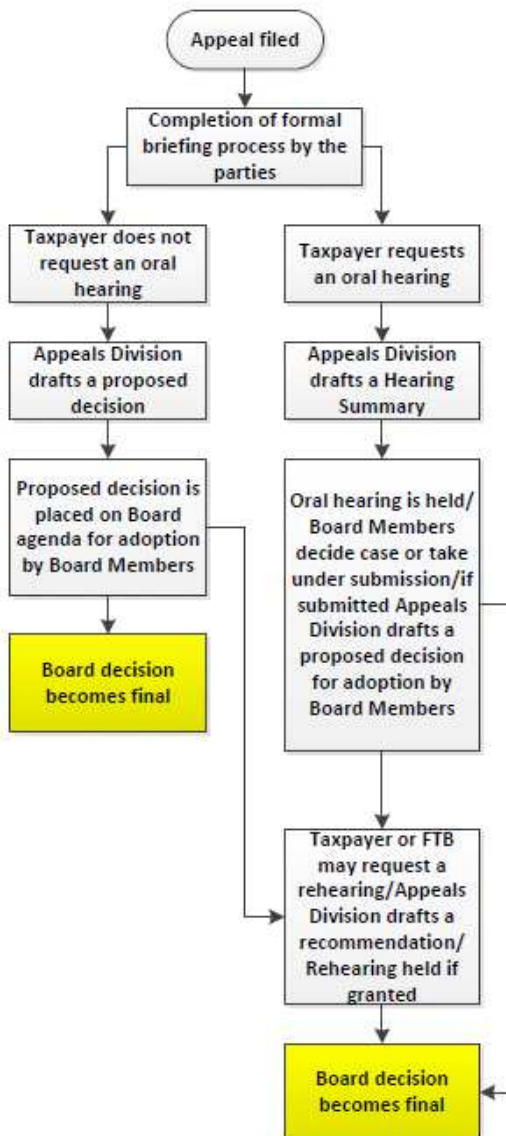 Appeal filed
Completion of formal
briefing process by the
parties
Taxpayer does not
request an oral
hearing
Taxpayer requests
an oral hearing
Appeals Division
drafts a proposed
decision
Appeals Division
drafts a Hearing
Summary
Proposed decision is
placed on Board
agenda for adoption
by Board Members
Oral hearing is held/
Board Members
decide case or take
under submission/if
submitted Appeals
Division drafts a
proposed decision
for adoption by
Board Members
Board decision
becomes final
Taxpayer or FTB
may request a
rehearing/Appeals
Division drafts a
recommendation/
Rehearing held if
granted
Board decision
becomes final